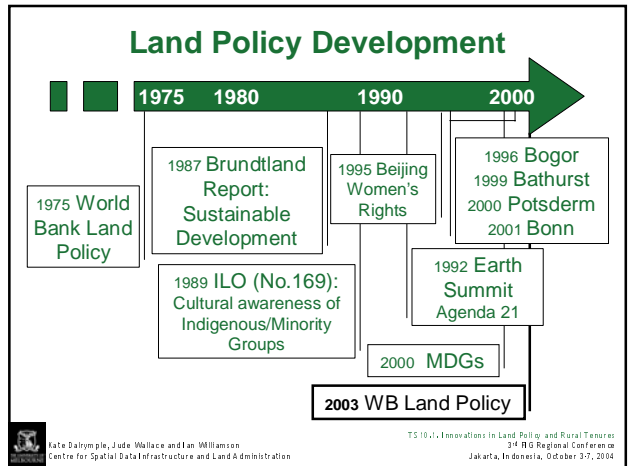 Land Policy Development
1975 1980 1990 2000
1975 World
Bank Land
Policy
1987 Brundtland
Report:
Sustainable
Development
1989 ILO (No.169):
Cultural awareness of
Indigenous/Minority
Groups
1995 Beijing
Women's
Rights
1992 Earth
Summit
Agenda 21
1996 Bogor
1999 Bathurst
2000 Potsderm
2001 Bonn
2000 MDGs
2003 WB Land Policy
Kate Dalrymple, Jude Wallace and Ian Williamson
Centre for Spatial Data Infrastructure and Land Administration
TS 10.1. Innovations in Land Policy and Rural Tenures
3rd FIG Regional Conference
Jakarta, Indonesia, October 3-7, 2004